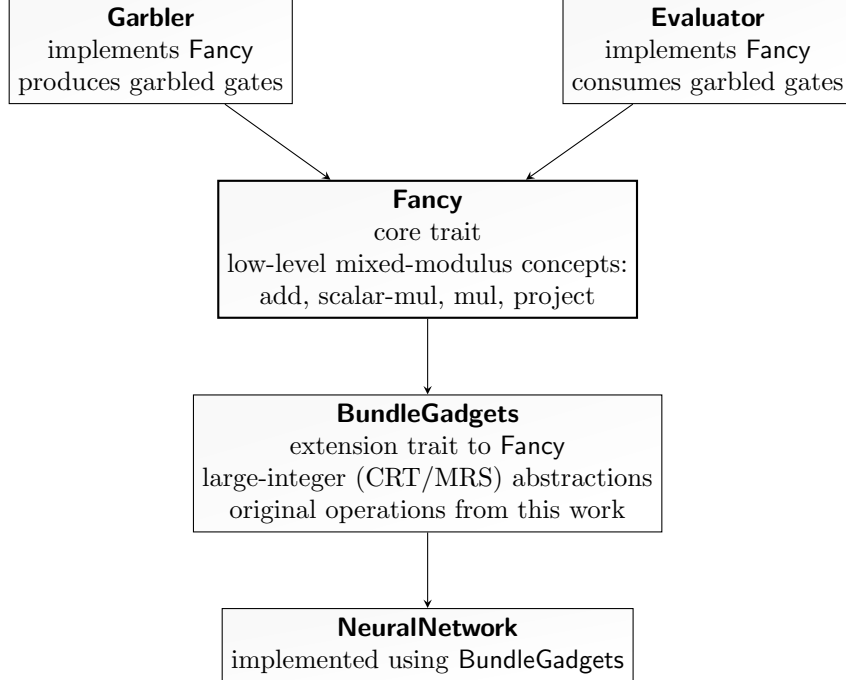 Garbler
implements Fancy
produces garbled gates
Evaluator
implements Fancy
consumes garbled gates
Fancy
core trait
low-level mixed-modulus concepts:
add, scalar-mul, mul, project
BundleGadgets
extension trait to Fancy
large-integer (CRT/MRS) abstractions
original operations from this work
NeuralNetwork
implemented using BundleGadgets